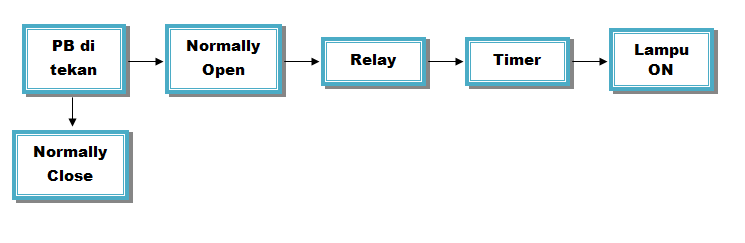 PB di
tekan
Normally
Open
Relay
Timer
Lampu
ON
Normally
Close